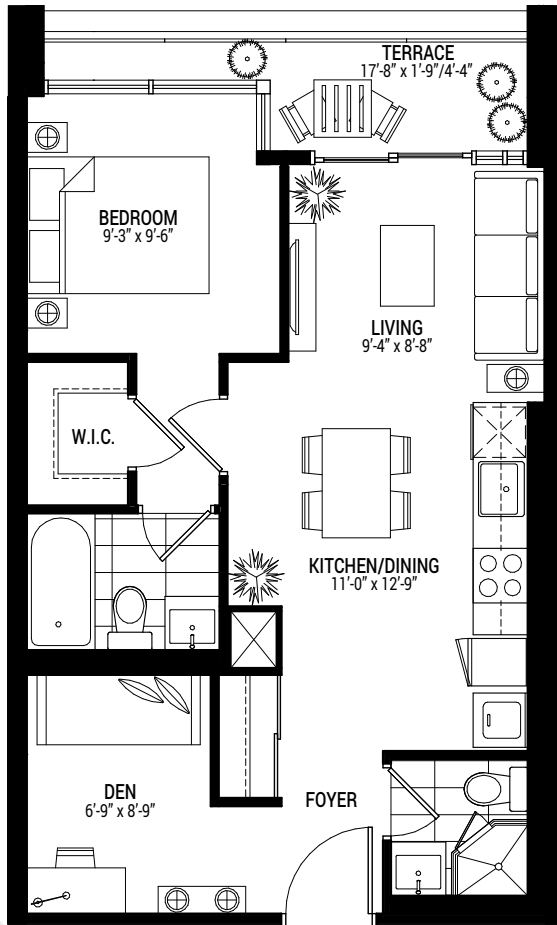 TERRACE
17'-8" x 1'-9"/4'-4"
BEDROOM
9'-3" x 9'-6"
LIVING
9'-4" x 8'-8"
W.I.C.
KITCHEN/DINING
11'-0" x 12'-9"
DEN
6'-9" x 8'-9"
FOYER